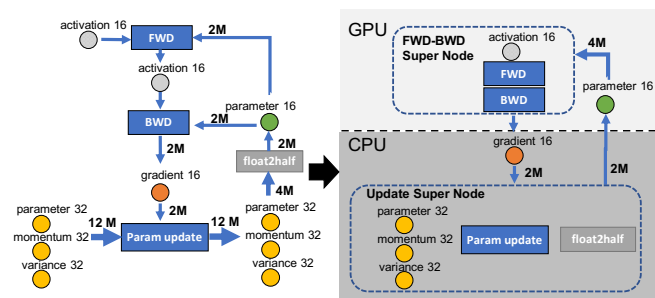 FWD
2M
activation 16
activation 16
parameter 16
BWD
2M
2M
2M
float2half
gradient 16
4M
2M
parameter 32
12 M
Param update
12 M
parameter 32
momentum 32
momentum 32
variance 32
variance 32
GPU
FWD-BWD
Super Node
activation 16
FWD
BWD
4M
parameter 16
CPU
gradient 16
2M
2M
Update Super Node
parameter 32
momentum 32
Param update
float2half
variance 32